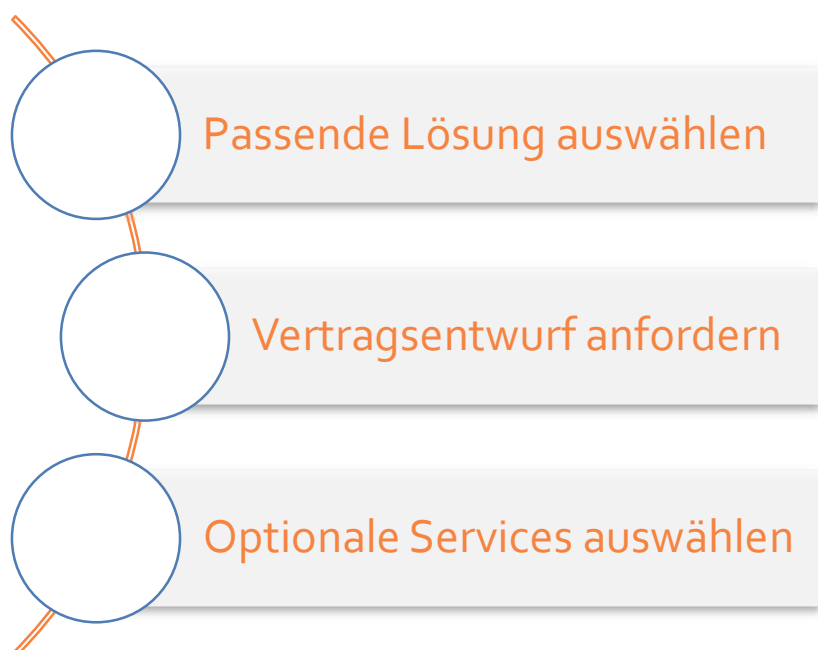 Passende Lösung auswählen
Vertragsentwurf anfordern
Optionale Services auswählen